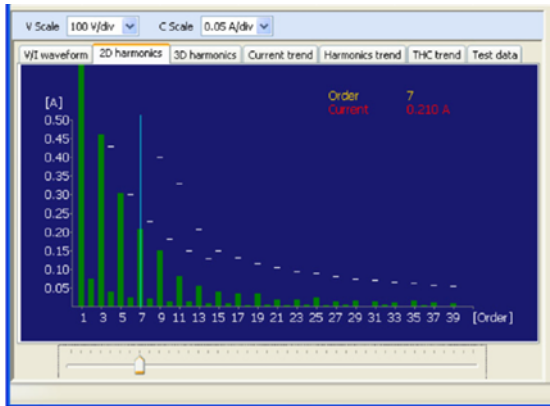 V Scale 100 V/div C Scale 0.05 A/div
V/I waveform 2D harmonics 3D harmonics Current trend Harmonics trend THC trend Test data
Order 7
[A] Current 0.210 A
0.50
0.45
0.40
0.35
0.30
0.25
0.20
0.15
0.10
0.05
1 3 5 7 9 11 13 15 17 19 21 23 25 27 29 31 33 35 37 39 [Order]